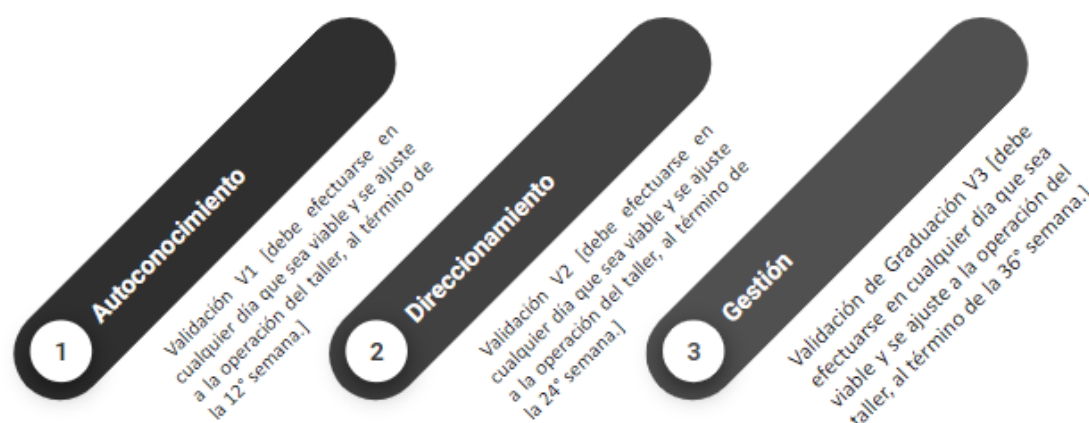 1
Autoconocimiento
Validación V1 [debe efectuarse en
cualquier día que sea viable y se ajuste
a la operación del taller, al término de
la 12° semana.]
2
Direccionamiento
Validación V2 [debe efectuarse en
cualquier día que sea viable y se ajuste
a la operación del taller, al término de
la 24° semana.]
3
Gestión
Validación de Graduación V3 [debe
efectuarse en cualquier día que sea
viable y se ajuste a la operación del
taller, al término de la 36° semana.]